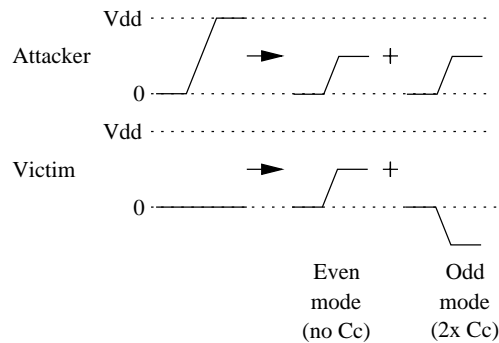 Vdd
Attacker
+
0
Vdd
Victim
+
0
Even
mode
(no Cc)
Odd
mode
(2x Cc)